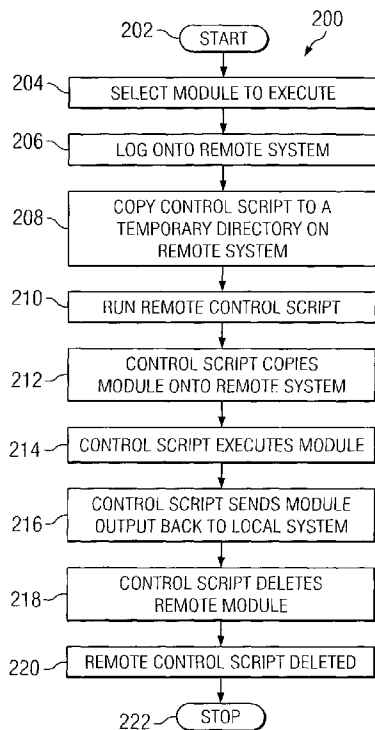 200
202
START
204
SELECT MODULE TO EXECUTE
206
LOG ONTO REMOTE SYSTEM
208
COPY CONTROL SCRIPT TO A
TEMPORARY DIRECTORY ON
REMOTE SYSTEM
210
RUN REMOTE CONTROL SCRIPT
212
CONTROL SCRIPT COPIES
MODULE ONTO REMOTE SYSTEM
214
CONTROL SCRIPT EXECUTES MODULE
216
CONTROL SCRIPT SENDS MODULE
OUTPUT BACK TO LOCAL SYSTEM
218
CONTROL SCRIPT DELETES
REMOTE MODULE
220
REMOTE CONTROL SCRIPT DELETED
222
STOP